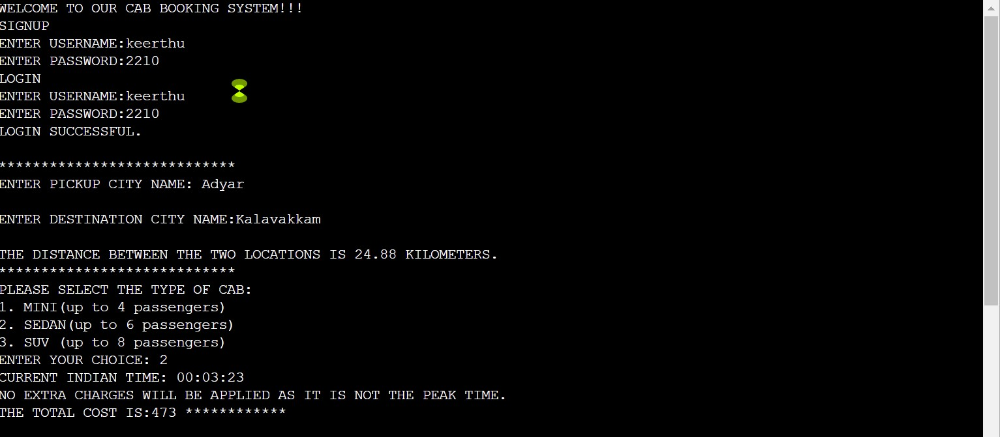 WELCOME TO OUR CAB BOOKING SYSTEM!!!
SIGNUP
ENTER USERNAME:keerthu
ENTER PASSWORD:2210
LOGIN
ENTER USERNAME:keerthu
ENTER PASSWORD:2210
LOGIN SUCCESSFUL.
****************************
ENTER PICKUP CITY NAME: Adyar
ENTER DESTINATION CITY NAME:Kalavakkam
THE DISTANCE BETWEEN THE TWO LOCATIONS IS 24.88 KILOMETERS.
****************************
PLEASE SELECT THE TYPE OF CAB:
1. MINI(up to 4 passengers)
2. SEDAN(up to 6 passengers)
3. SUV (up to 8 passengers)
ENTER YOUR CHOICE: 2
CURRENT INDIAN TIME: 00:03:23
NO EXTRA CHARGES WILL BE APPLIED AS IT IS NOT THE PEAK TIME.
THE TOTAL COST IS:473 ************